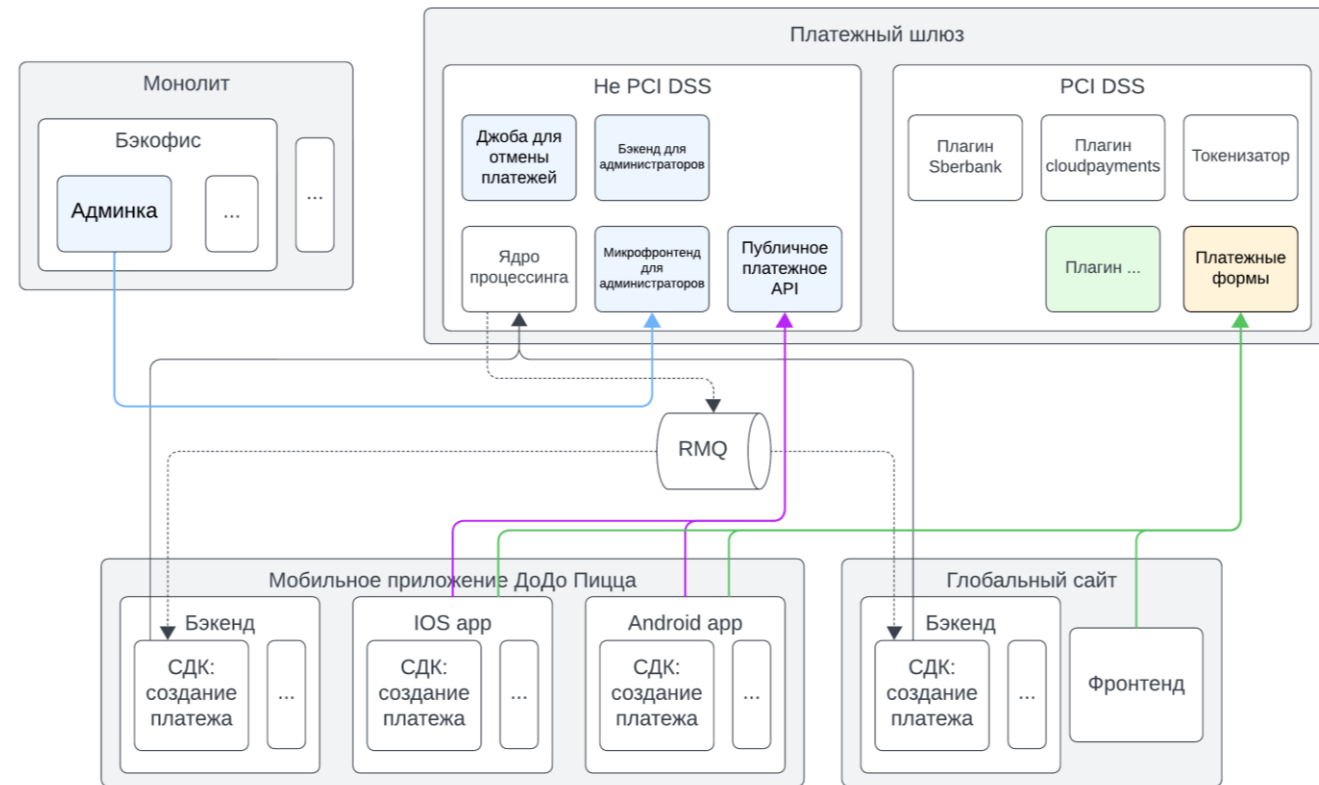 Платежный шлюз
Монолит
Бэкофис
Админка
...
...
Не PCI DSS
Джоба для
отмены
платежей
Бэкенд для
администраторов
Ядро
процессинга
Микрофронтенд
для
администраторов
Публичное
платежное
API
PCI DSS
Плагин
Sberbank
Плагин
cloudpayments
Токенизатор
Плагин ...
Платежные
формы
RMQ
Мобильное приложение ДоДо Пицца
Бэкенд
СДК:
создание
платежа
...
IOS app
СДК:
создание
платежа
...
Android app
СДК:
создание
платежа
...
Глобальный сайт
Бэкенд
СДК:
создание
платежа
...
Фронтенд